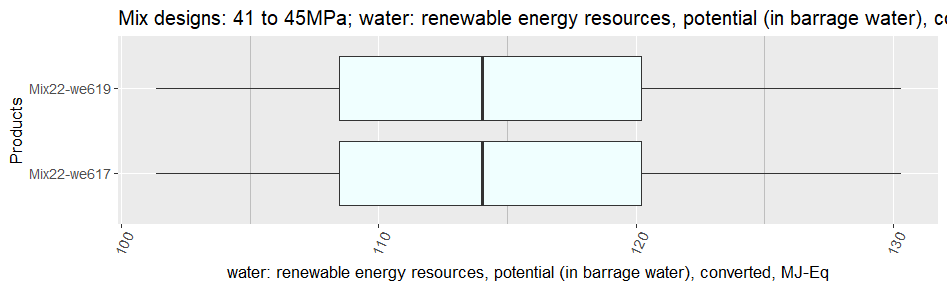 Mix designs: 41 to 45MPa; water: renewable energy resources, potential (in barrage water), co
Products
Mix22-we619
Mix22-we617
100
110
120
130
water: renewable energy resources, potential (in barrage water), converted, MJ-Eq